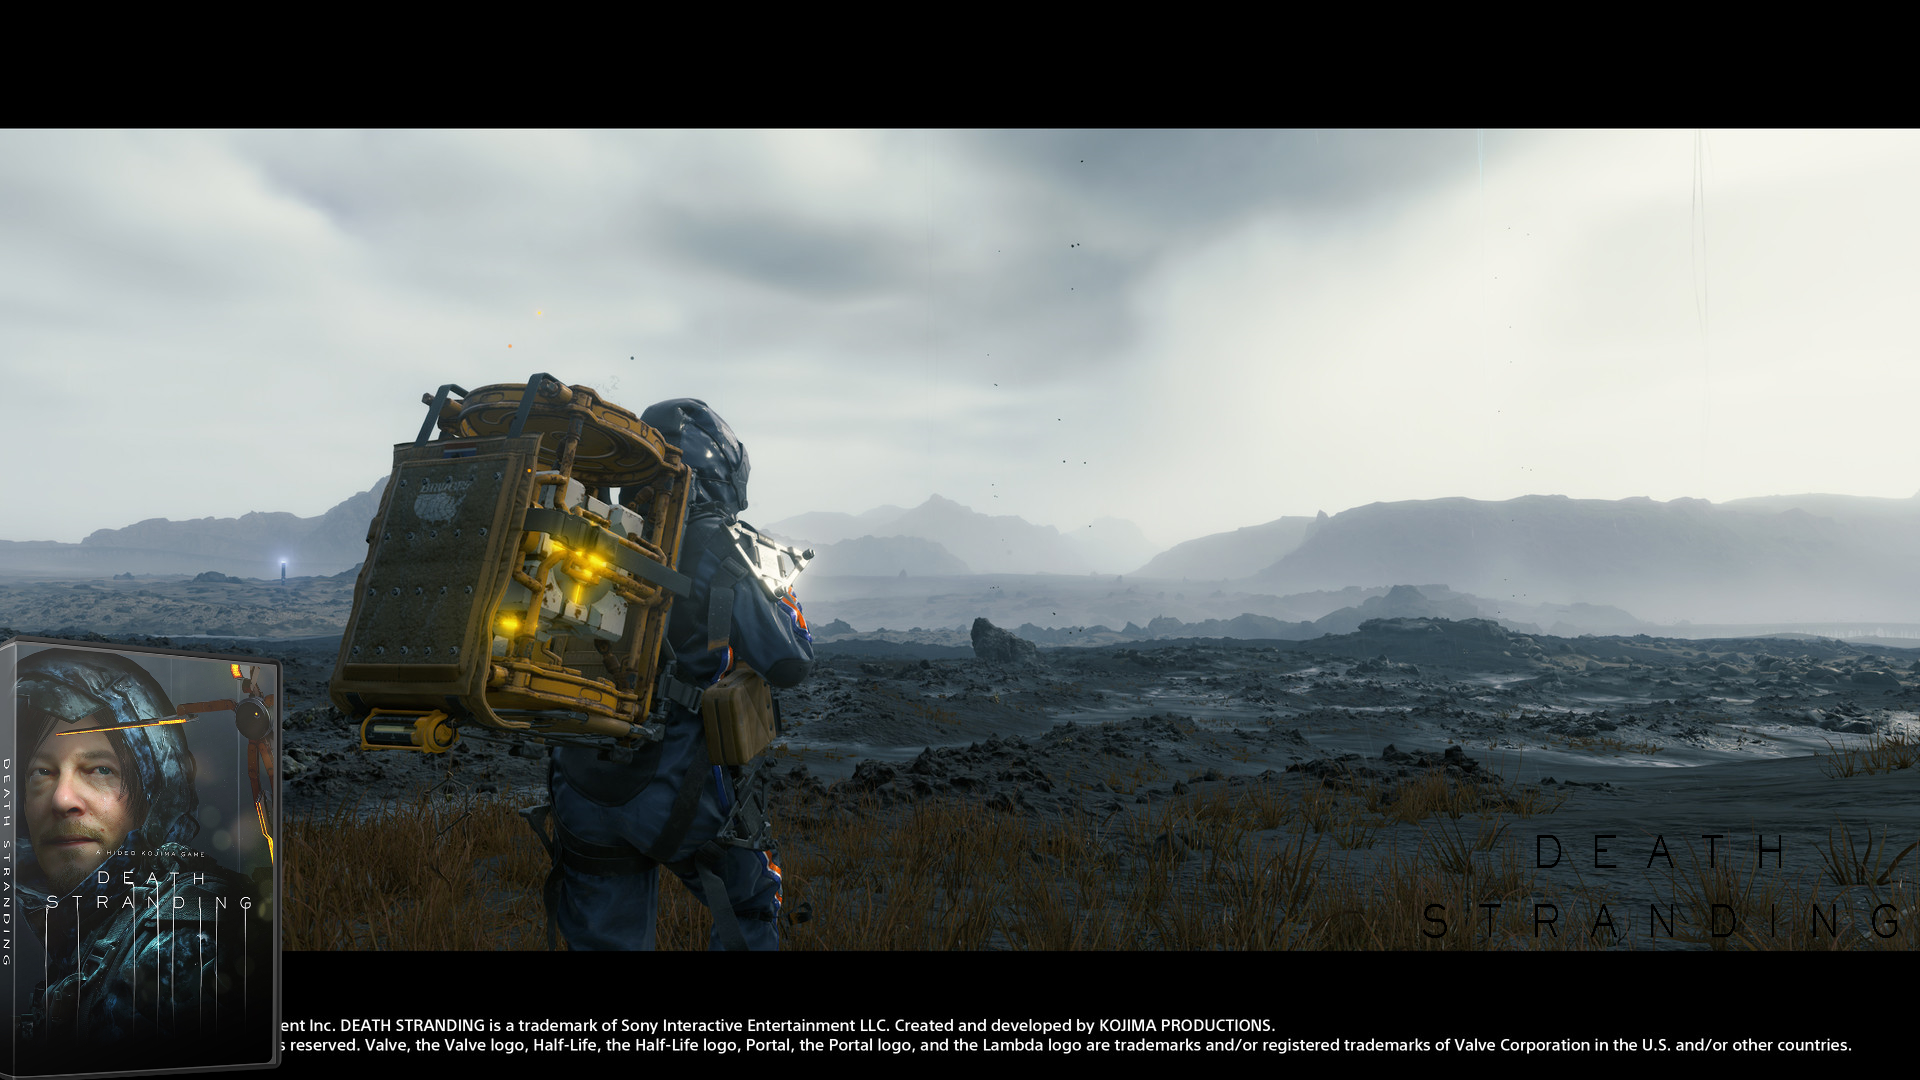 BRIDGES
DEATH STRANDING
A HIDEO KOJIMA GAME
DEATH
STRANDING
DEATH
STRANDING
ent Inc. DEATH STRANDING is a trademark of Sony Interactive Entertainment LLC. Created and developed by KOJIMA PRODUCTIONS.
s reserved. Valve, the Valve logo, Half-Life, the Half-Life logo, Portal, the Portal logo, and the Lambda logo are trademarks and/or registered trademarks of Valve Corporation in the U.S. and/or other countries.